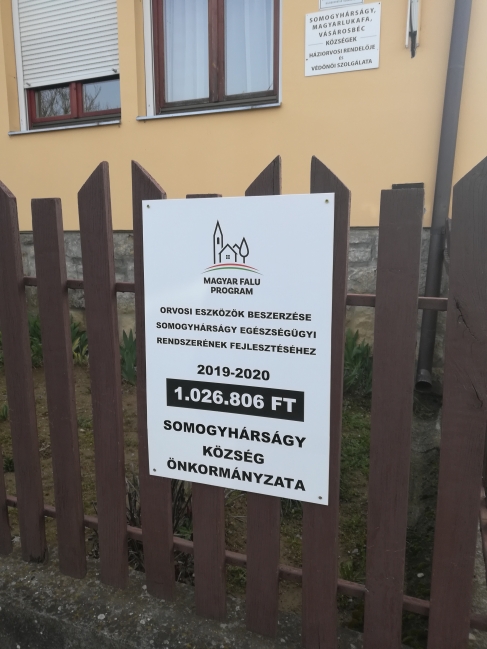 SOMOGYHÁRSÁGY,
MAGYARLUKAFA,
VÁSÁROSBÉC
KÖZSÉGEK
HÁZIORVOSI RENDELŐJE
ÉS
VÉDŐNŐI SZOLGÁLATA
MAGYAR FALU
PROGRAM
ORVOSI ESZKÖZÖK BESZERZÉSE
SOMOGYHÁRSÁGY EGÉSZSÉGÜGYI
RENDSZERÉNEK FEJLESZTÉSÉHEZ
2019-2020
1.026.806 FT
SOMOGYHÁRSÁGY
KÖZSÉG
ÖNKORMÁNYZATA